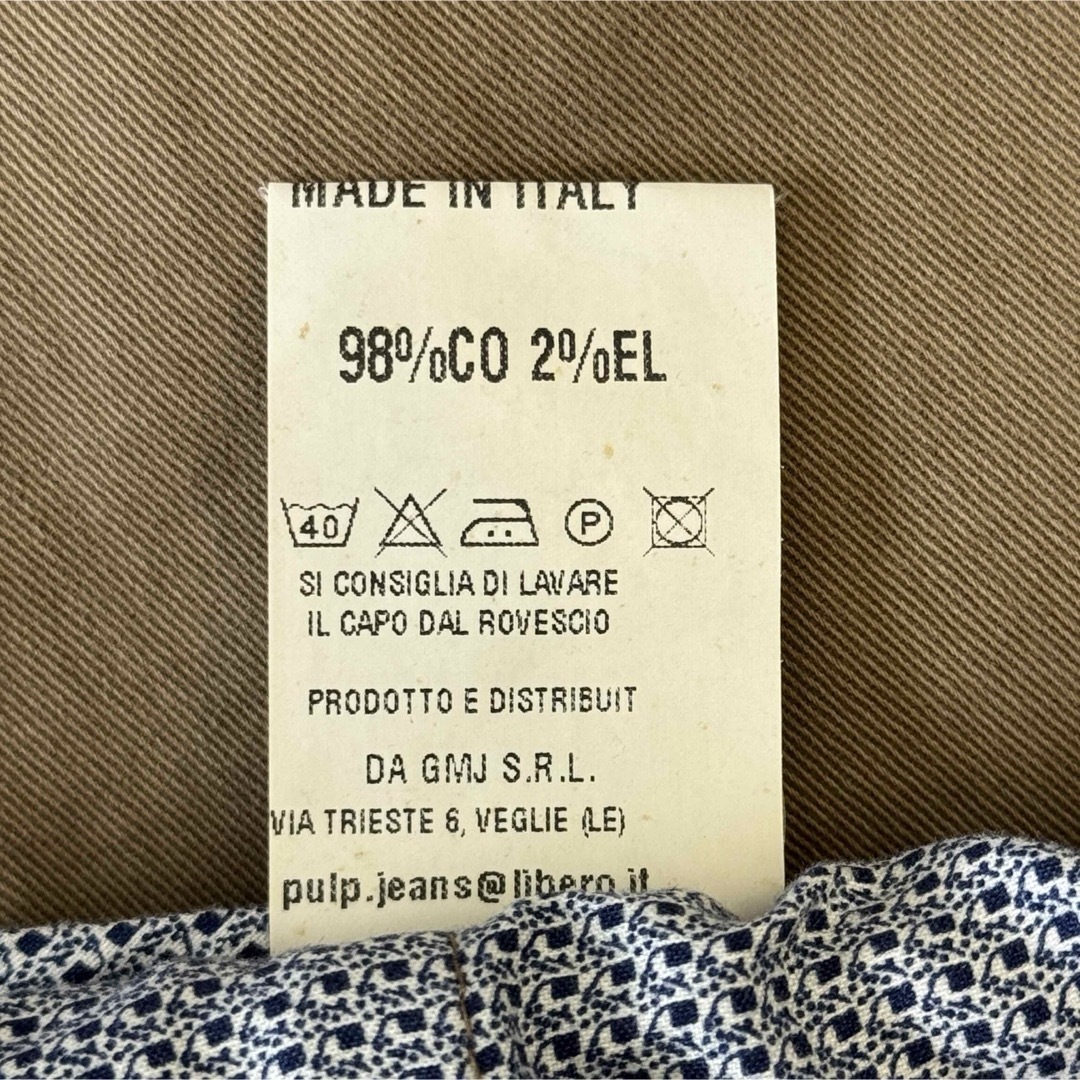 MADE IN ITALY
98%CO 2%EL
40 P
SI CONSIGLIA DI LAVARE
IL CAPO DAL ROVESCIO
PRODOTTO E DISTRIBUIT
DA GMJ S.R.L.
VIA TRIESTE 6, VEGLIE (LE)
pulp.jeans@libero.it